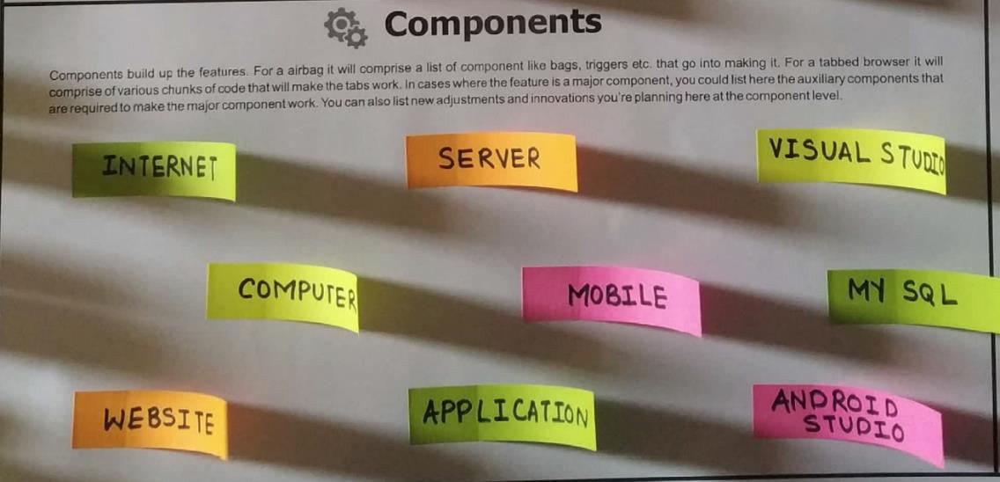 Components
Components build up the features. For a airbag it will comprise a list of component like bags, triggers etc. that go into making it. For a tabbed browser it will
comprise of various chunks of code that will make the tabs work. In cases where the feature is a major component, you could list here the auxiliary components that
are required to make the major component work. You can also list new adjustments and innovations you're planning here at the component level.
INTERNET
SERVER
VISUAL STUDIO
COMPUTER
MOBILE
MY SQL
WEBSITE
APPLICATION
ANDROID
STUDIO